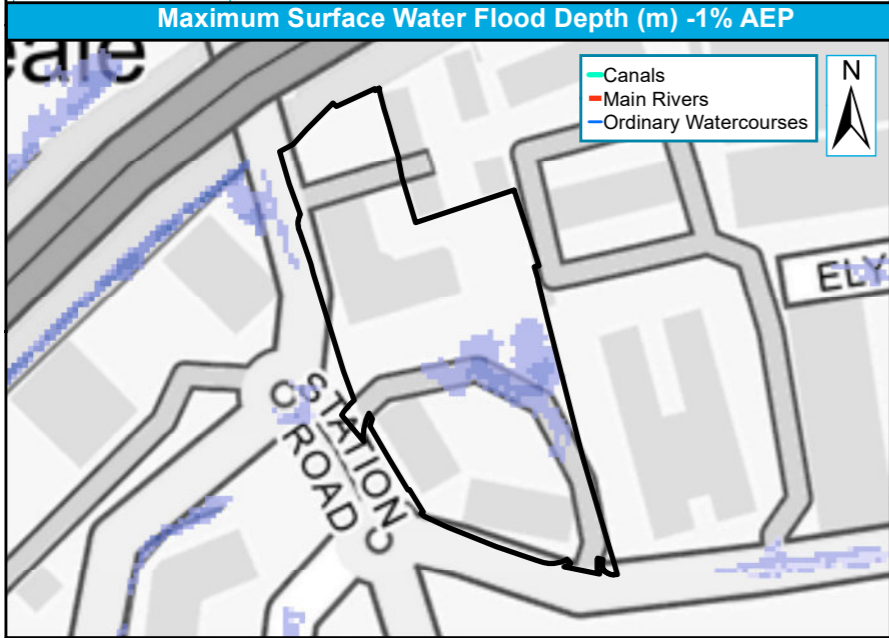 Maximum Surface Water Flood Depth (m) -1% AEP
Canals
Main Rivers
Ordinary Watercourses
N
ELY
STATION
ROAD